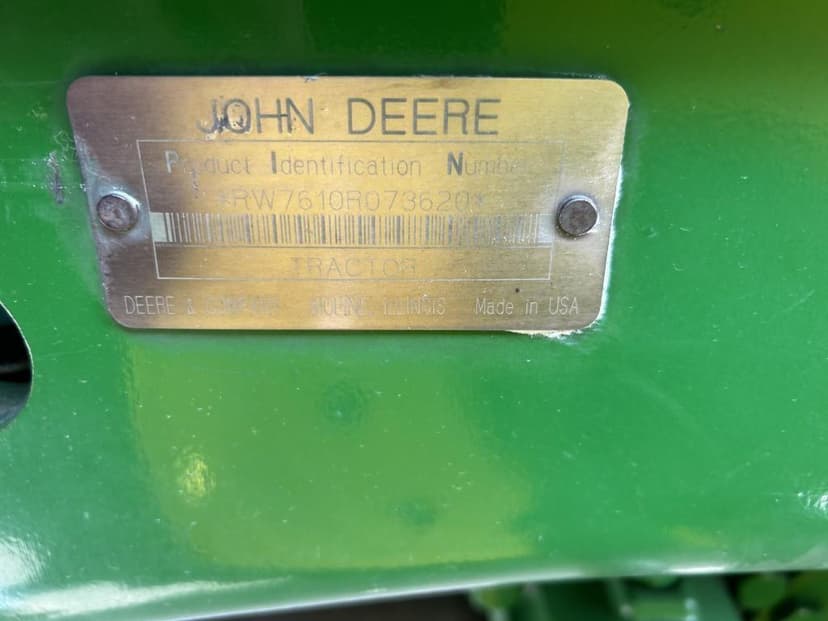 JOHN DEERE
Product Identification Number
*RW7610R073620*
TRACTOR
DEERE & COMPANY MOLINE ILLINOIS Made in USA